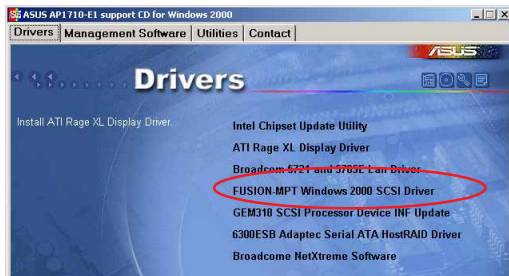 ASUS AP1710-E1 support CD for Windows 2000
Drivers Management Software Utilities Contact
ASUS
Drivers
Install ATI Rage XL Display Driver.
Intel Chipset Update Utility
ATI Rage XL Display Driver
Broadcom 5721 and 5705E Lan Driver
FUSION-MPT Windows 2000 SCSI Driver
GEM318 SCSI Processor Device INF Update
6300ESB Adaptec Serial ATA HostRAID Driver
Broadcome NetXtreme Software